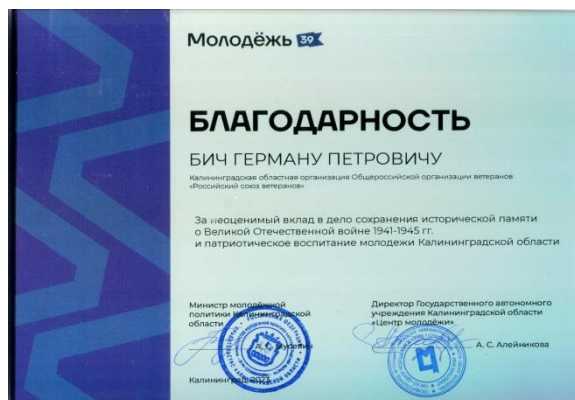 Молодёжь 39
БЛАГОДАРНОСТЬ
БИЧ ГЕРМАНУ ПЕТРОВИЧУ
Калининградская областная организация Общероссийской организации ветеранов
«Российский союз ветеранов»
За неоценимый вклад в дело сохранения исторической памяти
о Великой Отечественной войне 1941-1945 гг.
и патриотическое воспитание молодежи Калининградской области
Министр молодёжной
политики Калининградской
области
Директор Государственного автономного
учреждения Калининградской области
«Центр молодёжи»
А. С. Алейникова
Калининград